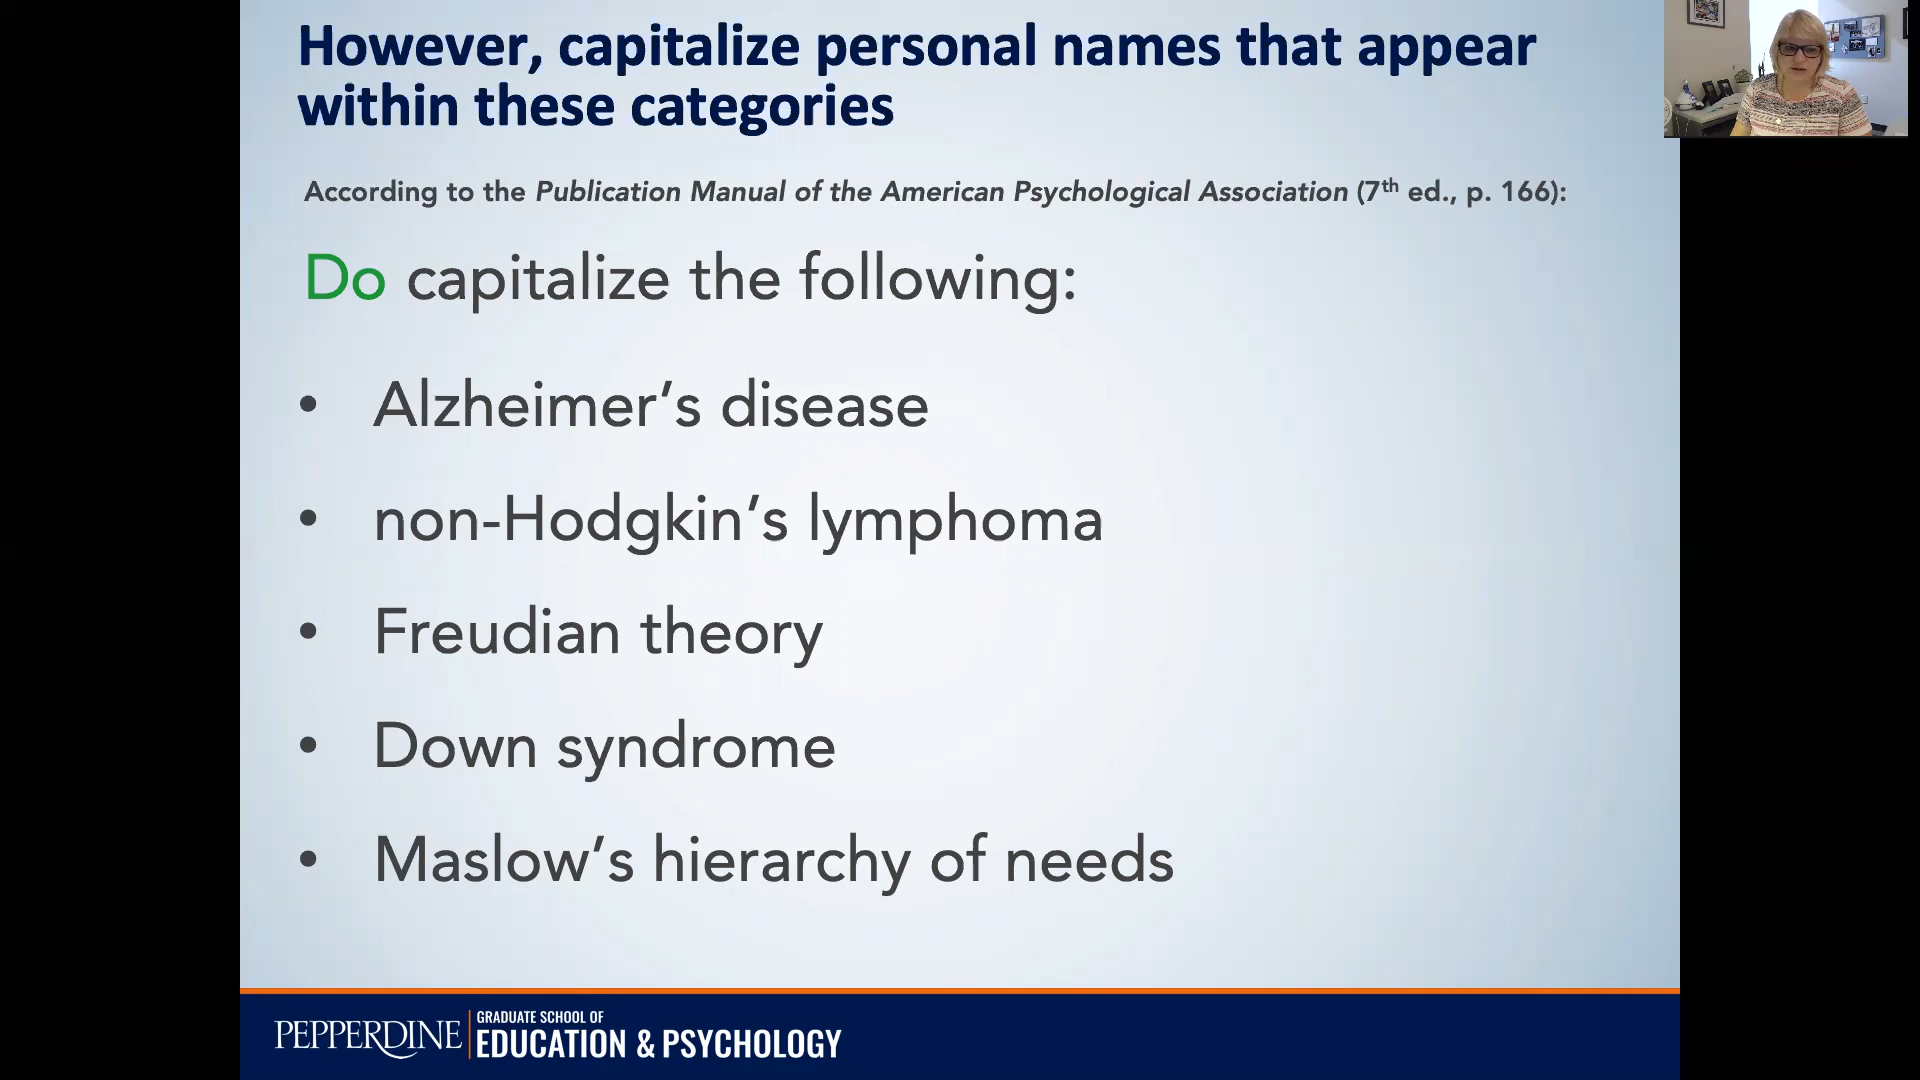 However, capitalize personal names that appear
within these categories
According to the Publication Manual of the American Psychological Association (7th ed., p. 166):
Do capitalize the following:
• Alzheimer’s disease
• non-Hodgkin’s lymphoma
• Freudian theory
• Down syndrome
• Maslow’s hierarchy of needs
PEPPERDINE
GRADUATE SCHOOL OF
EDUCATION & PSYCHOLOGY